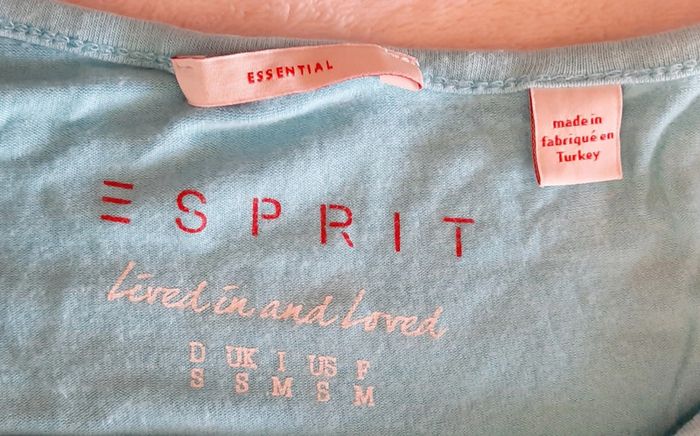 ESSENTIAL
made in
fabriqué en
Turkey
ESPRIT
Lived in and Loved
D UK I US F
S S M S M